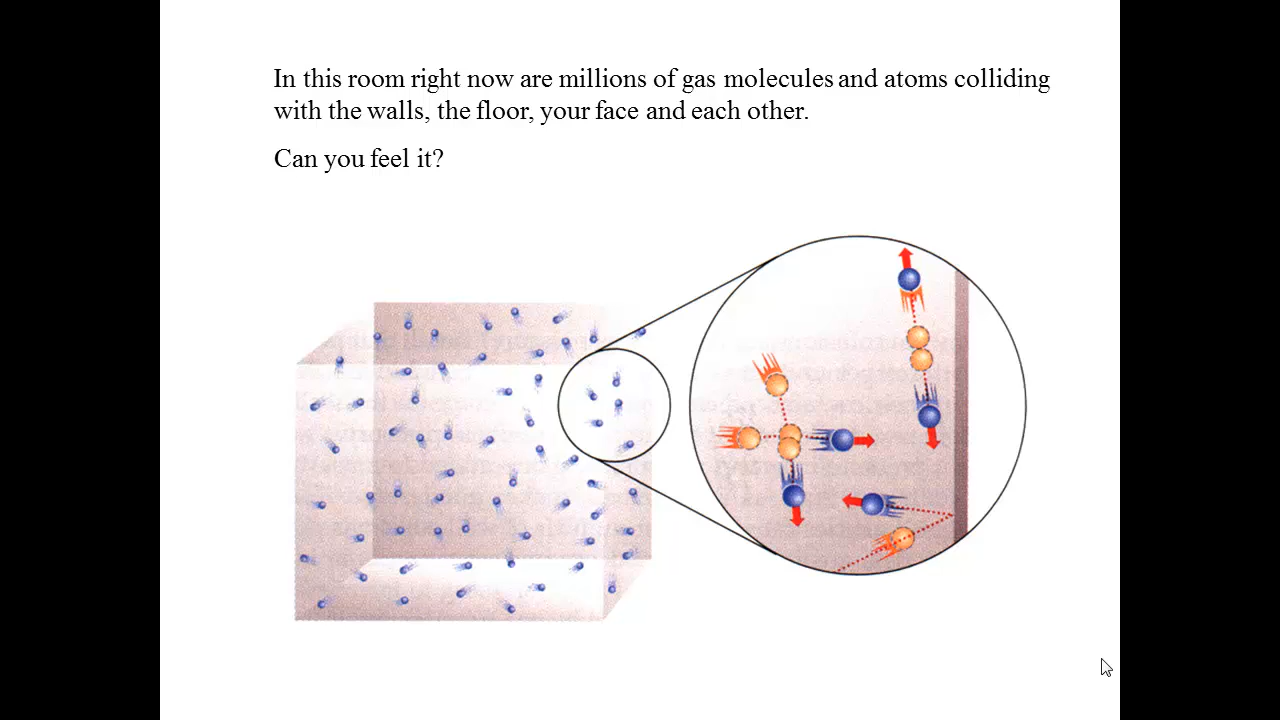 In this room right now are millions of gas molecules and atoms colliding
with the walls, the floor, your face and each other.
Can you feel it?